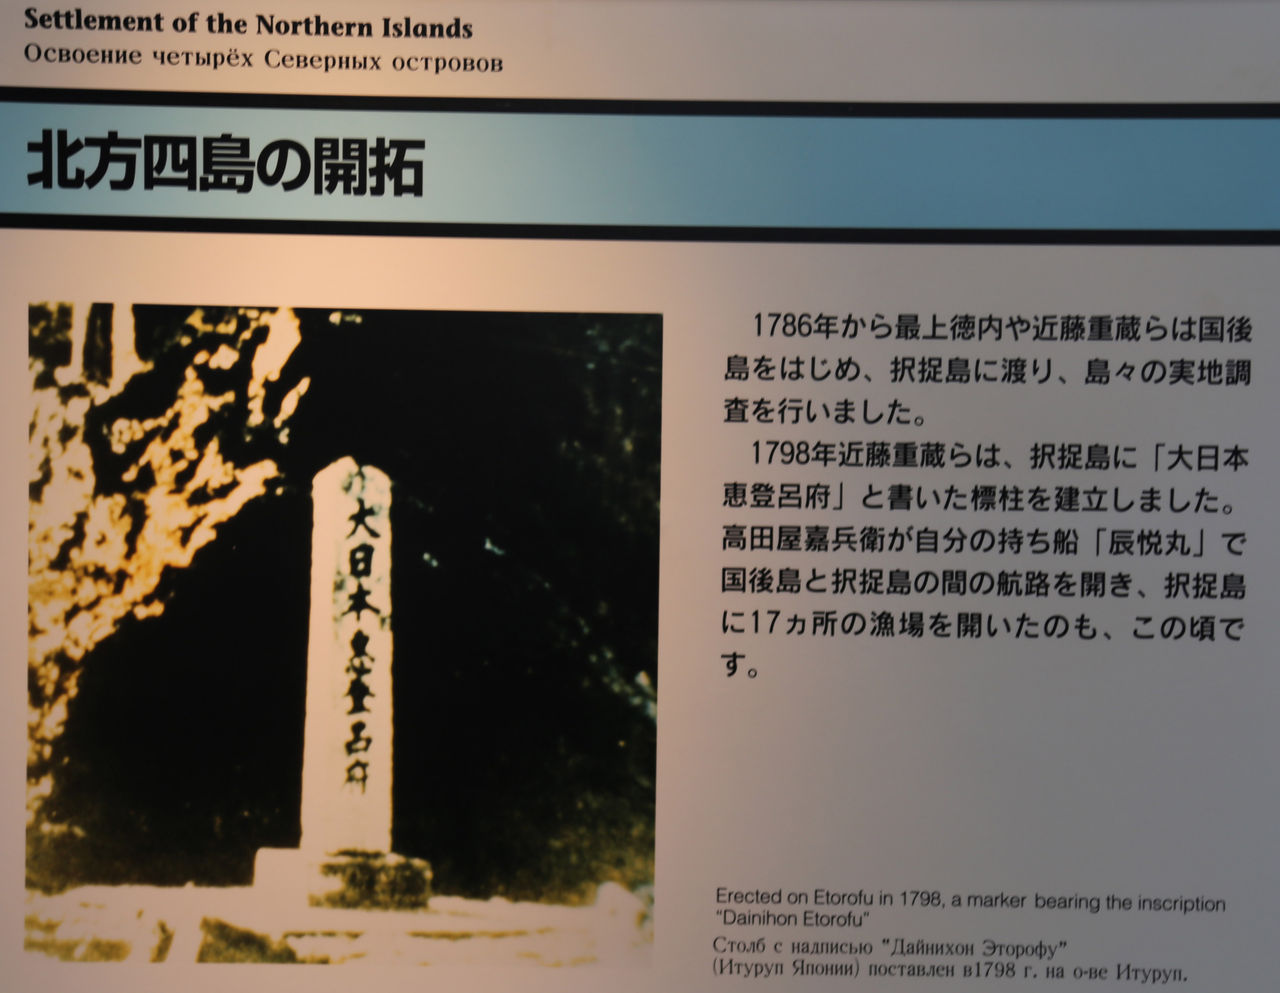 Settlement of the Northern Islands
Освоение четырёх Северных островов
北方四島の開拓
大日本恵登呂府
1786年から最上徳内や近藤重蔵らは国後
島をはじめ、択捉島に渡り、島々の実地調
査を行いました。
1798年近藤重蔵らは、択捉島に「大日本
恵登呂府」と書いた標柱を建立しました。
高田屋嘉兵衛が自分の持ち船「辰悦丸」で
国後島と択捉島の間の航路を開き、択捉島
に17ヵ所の漁場を開いたのも、この頃で
す。
Erected on Etorofu in 1798, a marker bearing the inscription
"Dainihon Etorofu"
Столб с надписью "Дайнихон Эторофу"
(Итуруп Японии) поставлен в1798 г. на о-ве Итуруп.